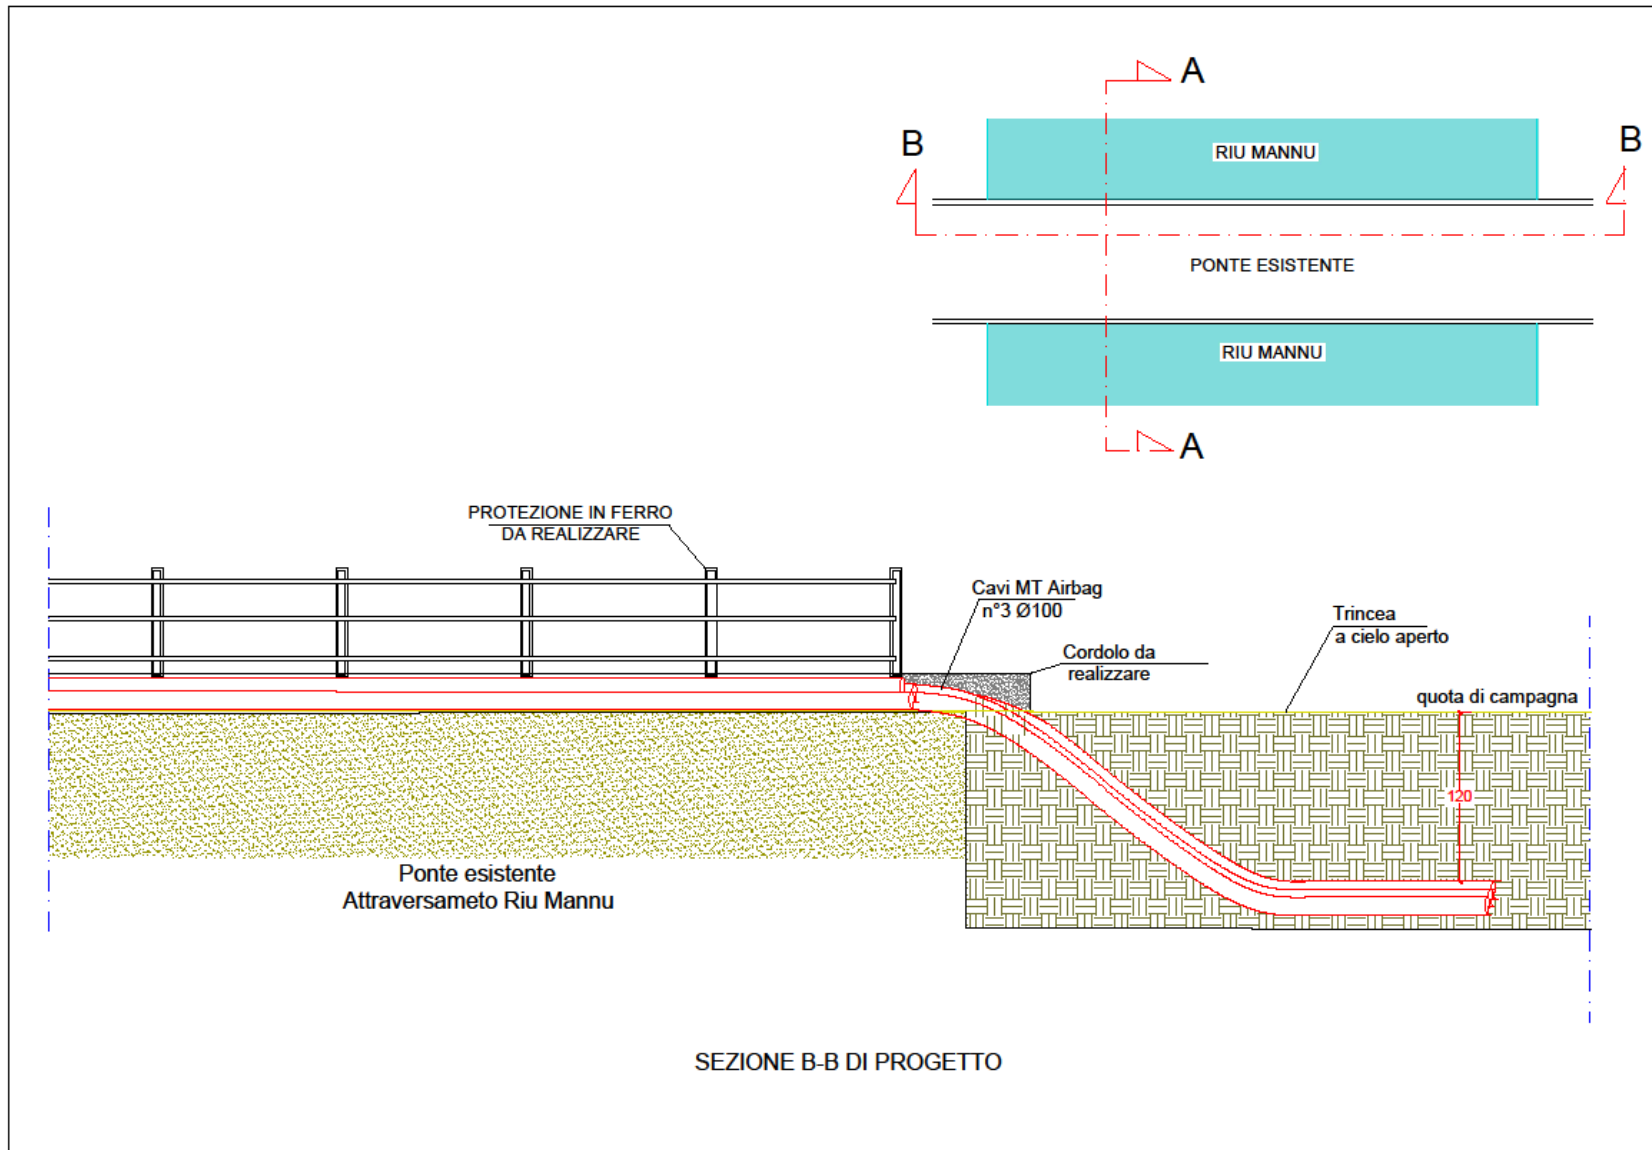 A
B
B
RIU MANNU
PONTE ESISTENTE
RIU MANNU
A
PROTEZIONE IN FERRO
DA REALIZZARE
Cavi MT Airbag
n°3 Ø100
Cordolo da
realizzare
Trincea
a cielo aperto
quota di campagna
120
Ponte esistente
Attraversameto Riu Mannu
SEZIONE B-B DI PROGETTO